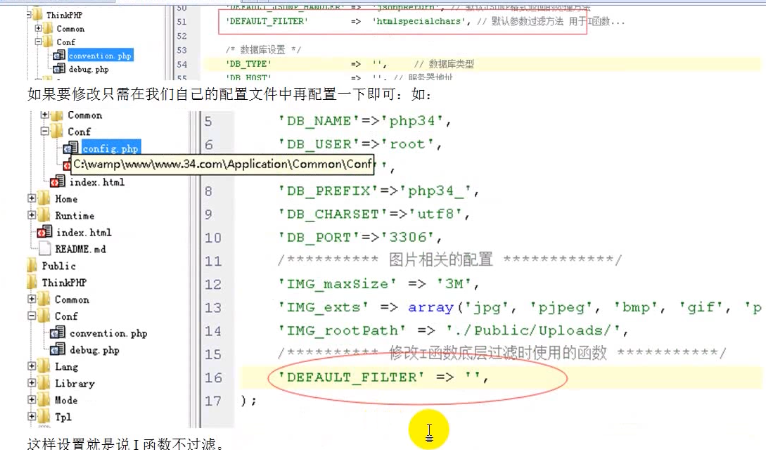 ThinkPHP
Common
Conf
convention.php
debug.php
50
51 'DEFAULT_FILTER' => 'htmlspecialchars', // 默认参数过滤方法 用于I函数...
52
53 /* 数据库设置 */
54 'DB_TYPE' => '', // 数据库类型
55 'DB_HOST' => '', // 服务器地址
如果要修改只需在我们自己的配置文件中再配置一下即可：如：
Common
Conf
config.php
C:\wamp\www\www.34.com\Application\Common\Conf
index.html
Home
Runtime
index.html
README.md
Public
ThinkPHP
Common
Conf
convention.php
debug.php
Lang
Library
Mode
Tpl
5 'DB_NAME'=>'php34',
6 'DB_USER'=>'root',
'',
8 'DB_PREFIX'=>'php34_',
9 'DB_CHARSET'=>'utf8',
10 'DB_PORT'=>'3306',
11 /********** 图片相关的配置 ************/
12 'IMG_maxSize' => '3M',
13 'IMG_exts' => array('jpg', 'pjpeg', 'bmp', 'gif', 'p
14 'IMG_rootPath' => './Public/Uploads/',
15 /********** 修改I函数底层过滤时使用的函数 ***********/
16 'DEFAULT_FILTER' => '',
17 );
这样设置就是说I函数不过滤。